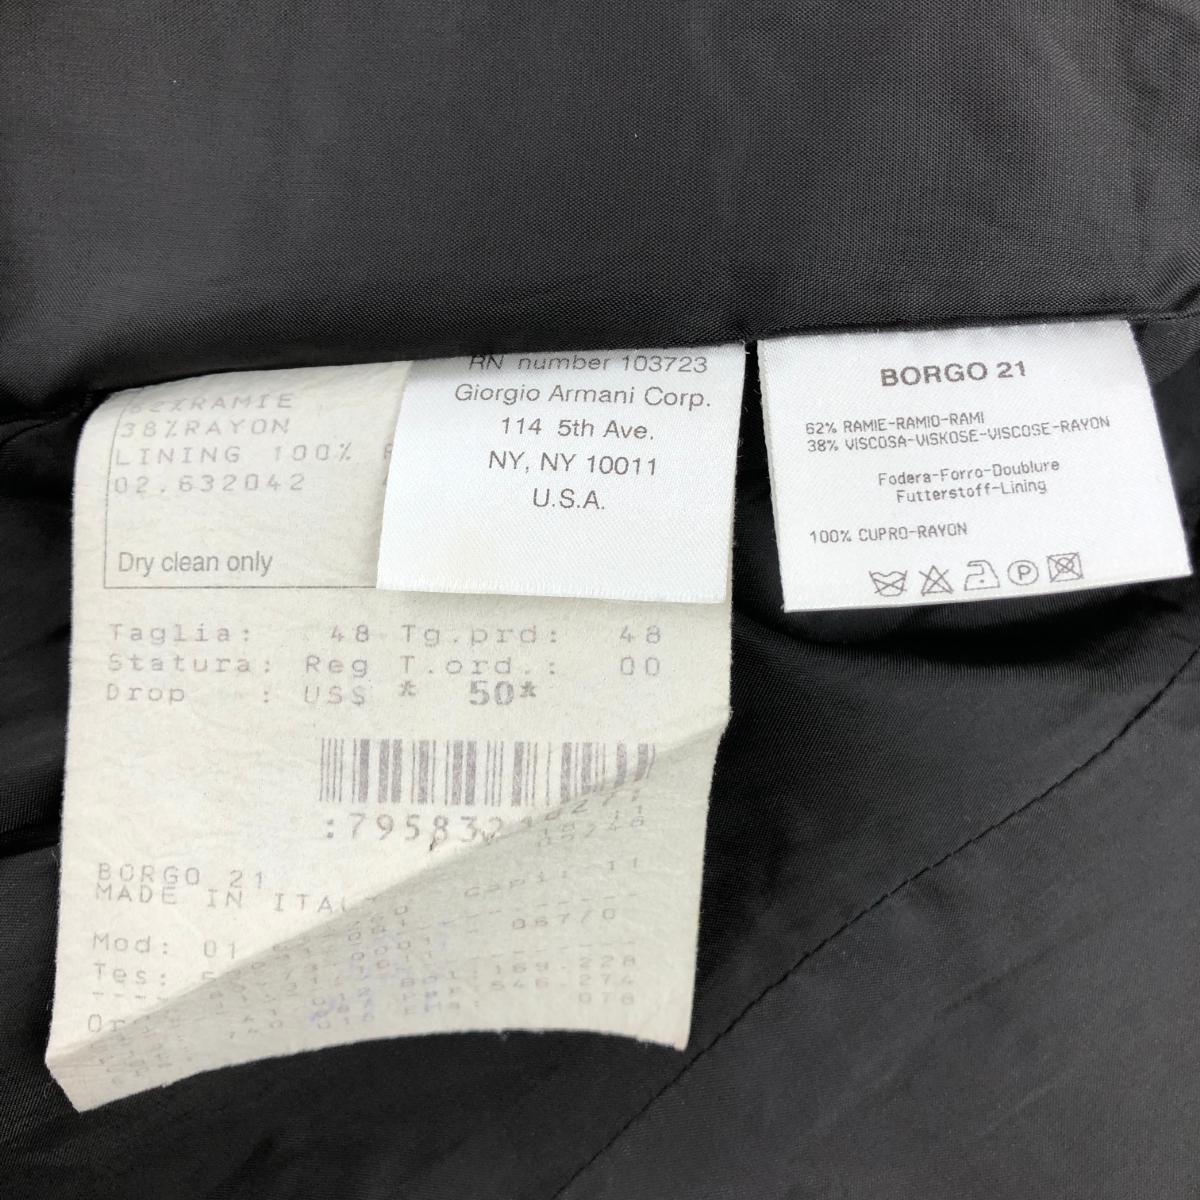 62%RAMIE
38%RAYON
LINING 100%
02.632042
Dry clean only
RN number 103723
Giorgio Armani Corp.
114 5th Ave.
NY, NY 10011
U.S.A.
BORGO 21
62% RAMIE-RAMIO-RAMI
38% VISCOSA-VISKOSE-VISCOSE-RAYON
Fodera-Forro-Doublure
Futterstoff-Lining
100% CUPRO-RAYON
P
Taglia: 48 Tg.prd: 48
Statura: Reg T.ord.: 00
Drop : US$ * 50*
:795832
BORGO 21
MADE IN ITA
Mod: 01
Tes:
Or